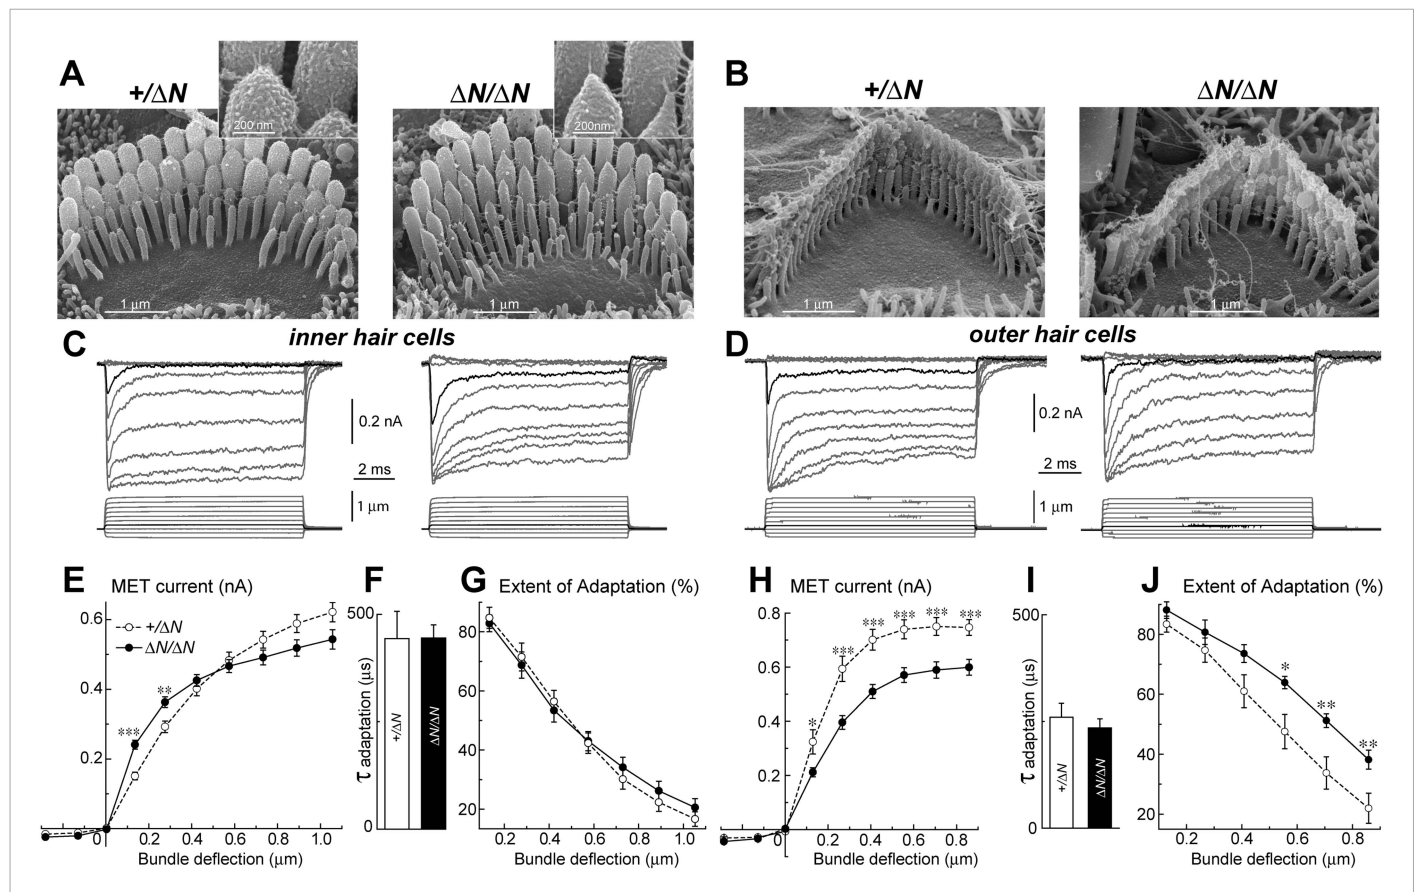 A
+/ΔN
200 nm
1 μm
ΔN/ΔN
200nm
1 μm
B
+/ΔN
1 μm
ΔN/ΔN
1 μm
inner hair cells
outer hair cells
C
0.2 nA
2 ms
1 μm
D
0.2 nA
2 ms
1 μm
E MET current (nA)
0.6
0.4
0.2
0
+/ΔN
ΔN/ΔN
***
**
0.2 0.4 0.6 0.8 1.0
Bundle deflection (μm)
F
500
0
τ adaptation (μs)
+/ΔN
ΔN/ΔN
G Extent of Adaptation (%)
80
60
40
20
0.2 0.4 0.6 0.8 1.0
Bundle deflection (μm)
H MET current (nA)
0.8
0.6
0.4
0.2
0
*
***
***
***
***
***
0.2 0.4 0.6 0.8
Bundle deflection (μm)
I
500
0
τ adaptation (μs)
+/ΔN
ΔN/ΔN
J Extent of Adaptation (%)
80
60
40
20
*
**
**
0.2 0.4 0.6 0.8
Bundle deflection (μm)